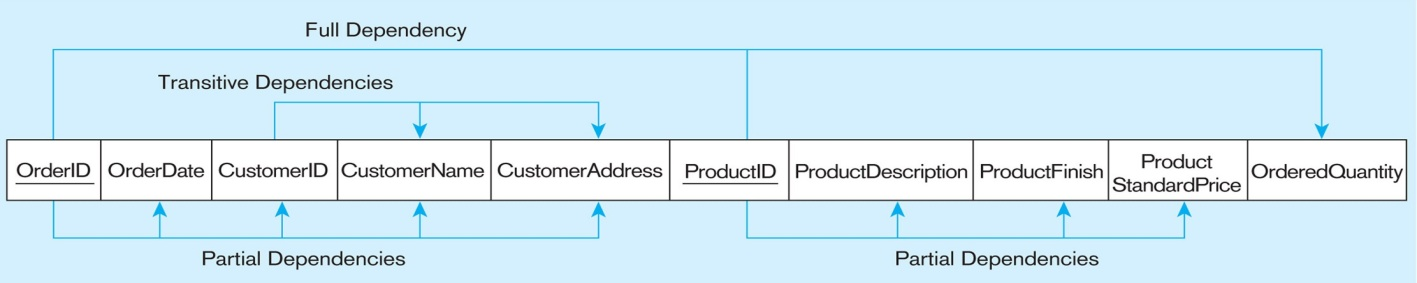 Full Dependency
Transitive Dependencies
OrderID
OrderDate
CustomerID
CustomerName
CustomerAddress
ProductID
ProductDescription
ProductFinish
Product
StandardPrice
OrderedQuantity
Partial Dependencies
Partial Dependencies